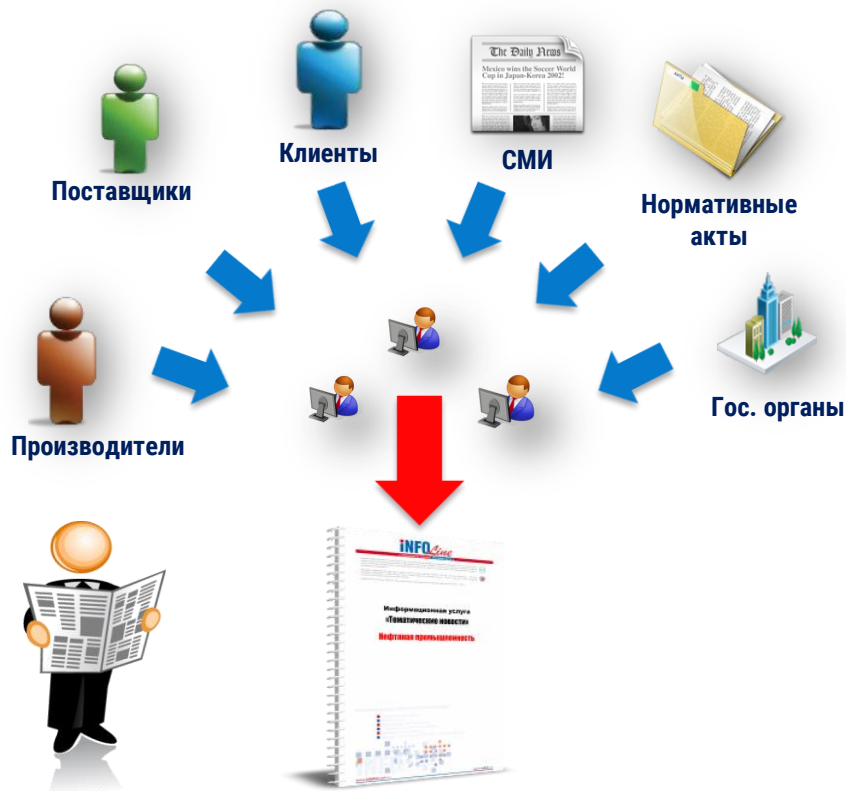 The Daily News
Mexico wins the Soccer World
Cup in Japan-Korea 2002!
Клиенты
СМИ
Поставщики
Нормативные
акты
Гос. органы
Производители
iNFOLine
Информационная услуга
«Тематические новости»
Нефтяная промышленность